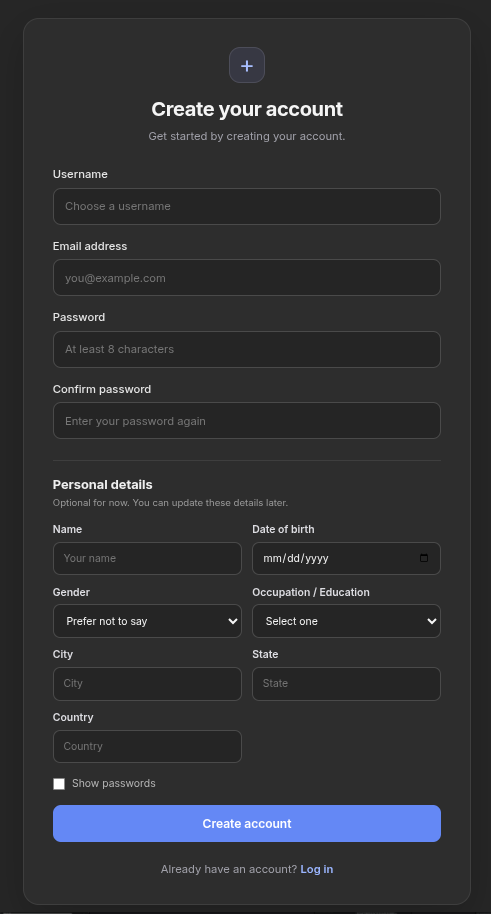 +
Create your account
Get started by creating your account.
Username
Choose a username
Email address
you@example.com
Password
At least 8 characters
Confirm password
Enter your password again
Personal details
Optional for now. You can update these details later.
Name Date of birth
Your name mm/dd/yyyy
Gender Occupation / Education
Prefer not to say Select one
City State
City State
Country
Country
Show passwords
Create account
Already have an account? Log in